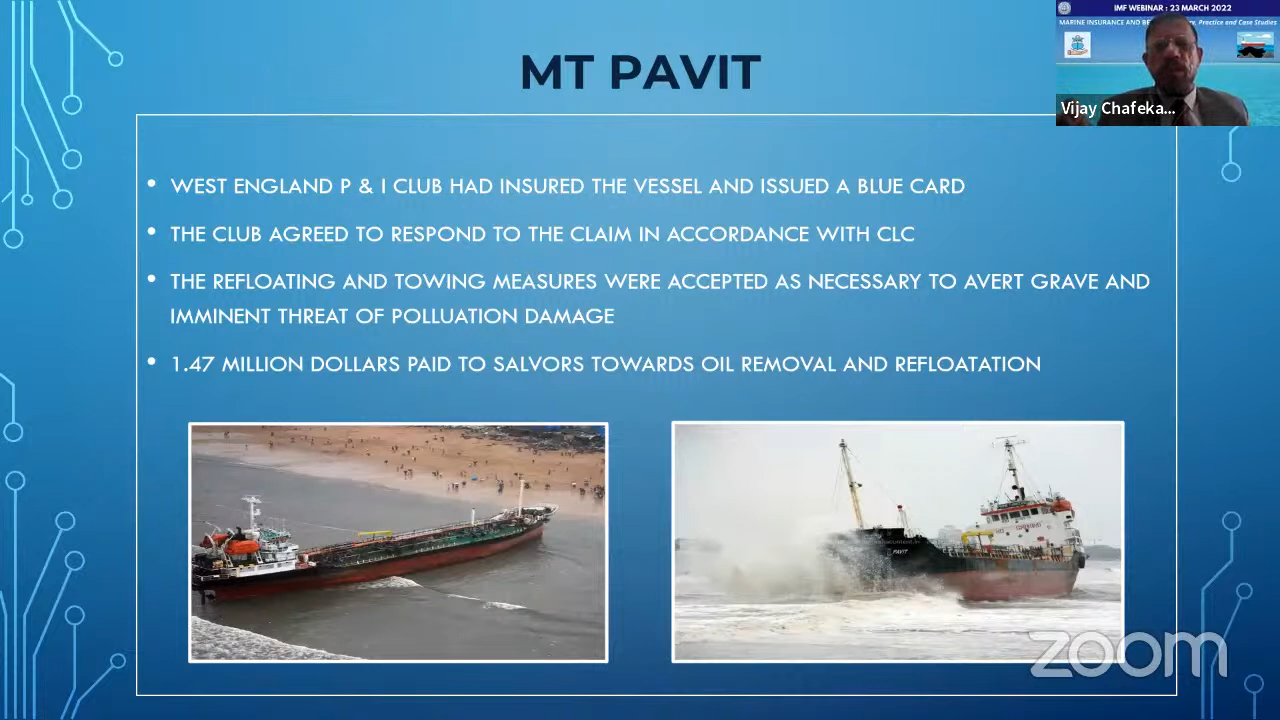 IMF WEBINAR : 23 MARCH 2022
MARINE INSURANCE AND BE y, Practice and Case Studies
Vijay Chafeka...
MT PAVIT
• WEST ENGLAND P & I CLUB HAD INSURED THE VESSEL AND ISSUED A BLUE CARD
• THE CLUB AGREED TO RESPOND TO THE CLAIM IN ACCORDANCE WITH CLC
• THE REFLOATING AND TOWING MEASURES WERE ACCEPTED AS NECESSARY TO AVERT GRAVE AND
IMMINENT THREAT OF POLLUATION DAMAGE
• 1.47 MILLION DOLLARS PAID TO SALVORS TOWARDS OIL REMOVAL AND REFLOATATION
PAVIT
zoom